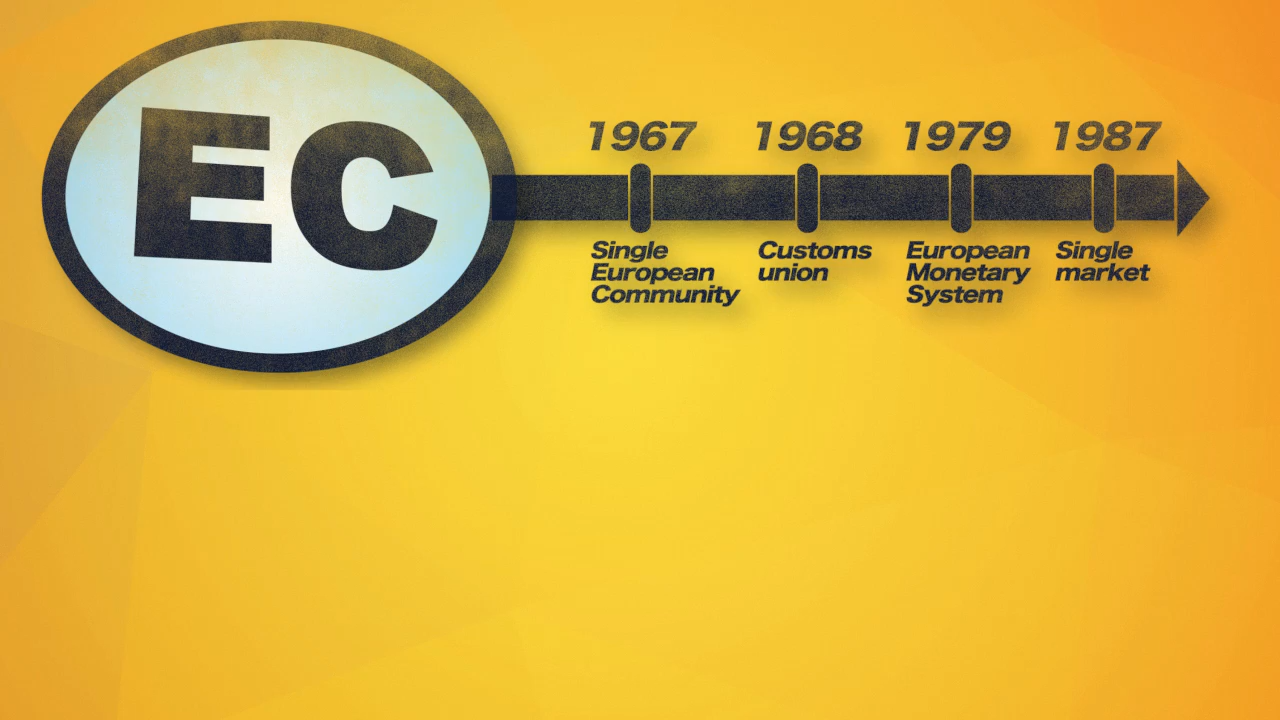 EC
1967
Single
European
Community
1968
Customs
union
1979
European
Monetary
System
1987
Single
market